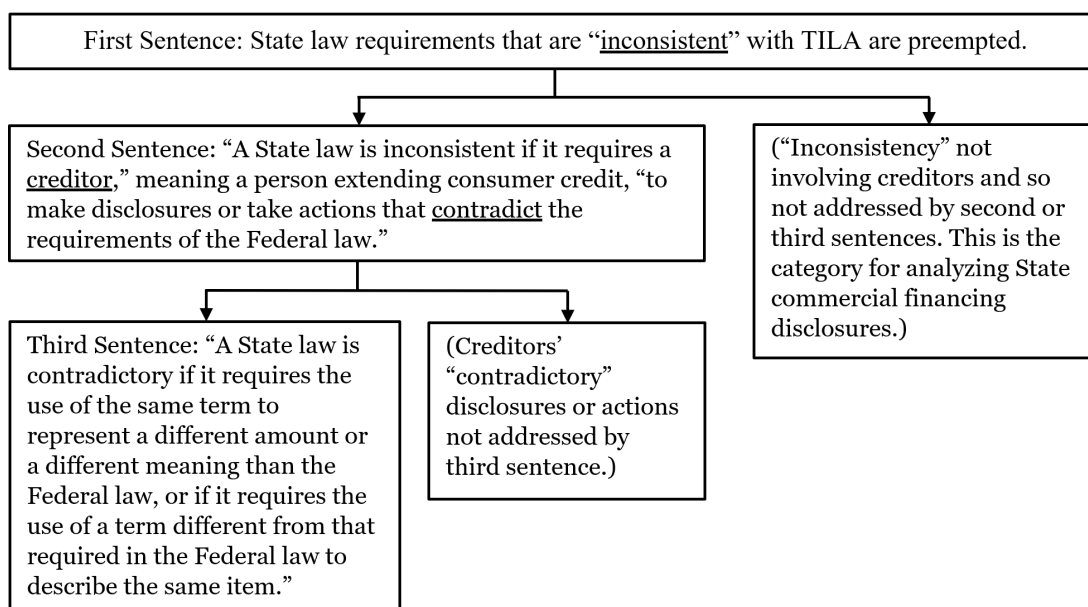 First Sentence: State law requirements that are “inconsistent” with TILA are preempted.
Second Sentence: “A State law is inconsistent if it requires a
creditor,” meaning a person extending consumer credit, “to
make disclosures or take actions that contradict the
requirements of the Federal law.”
(“Inconsistency” not
involving creditors and so
not addressed by second or
third sentences. This is the
category for analyzing State
commercial financing
disclosures.)
Third Sentence: “A State law is
contradictory if it requires the
use of the same term to
represent a different amount or
a different meaning than the
Federal law, or if it requires the
use of a term different from that
required in the Federal law to
describe the same item.”
(Creditors’
“contradictory”
disclosures or actions
not addressed by
third sentence.)